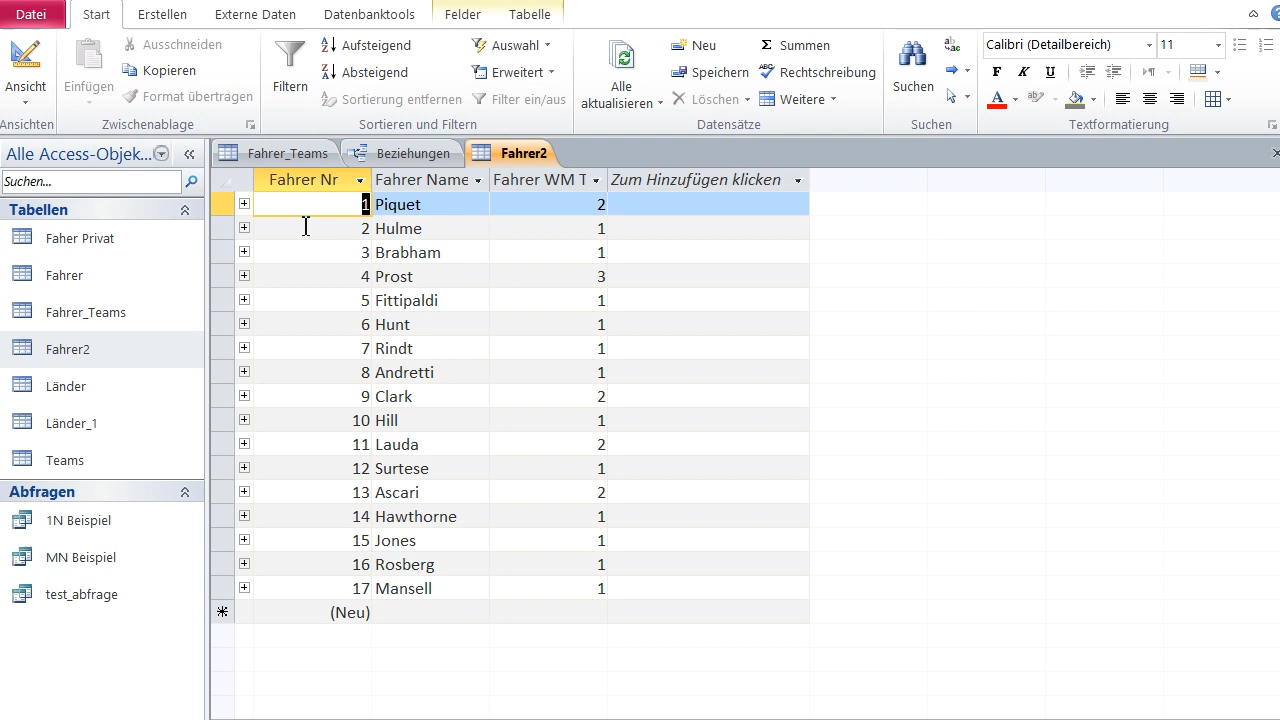 Datei Start Erstellen Externe Daten Datenbanktools Felder Tabelle
Ansicht
Ansichten
Einfügen
Ausschneiden
Kopieren
Format übertragen
Zwischenablage
Filtern
Aufsteigend
Absteigend
Sortierung entfernen
Auswahl
Erweitert
Filter ein/aus
Sortieren und Filtern
Alle
aktualisieren
Neu
Speichern
Löschen
Summen
Rechtschreibung
Weitere
Datensätze
Suchen
Suchen
Calibri (Detailbereich) 11
F K U
Textformatierung
Alle Access-Objek...
Suchen...
Tabellen
Faher Privat
Fahrer
Fahrer_Teams
Fahrer2
Länder
Länder_1
Teams
Abfragen
1N Beispiel
MN Beispiel
test_abfrage
Fahrer_Teams Beziehungen Fahrer2
Fahrer Nr Fahrer Name Fahrer WM T Zum Hinzufügen klicken
1 Piquet 2
2 Hulme 1
3 Brabham 1
4 Prost 3
5 Fittipaldi 1
6 Hunt 1
7 Rindt 1
8 Andretti 1
9 Clark 2
10 Hill 1
11 Lauda 2
12 Surtese 1
13 Ascari 2
14 Hawthorne 1
15 Jones 1
16 Rosberg 1
17 Mansell 1
(Neu)